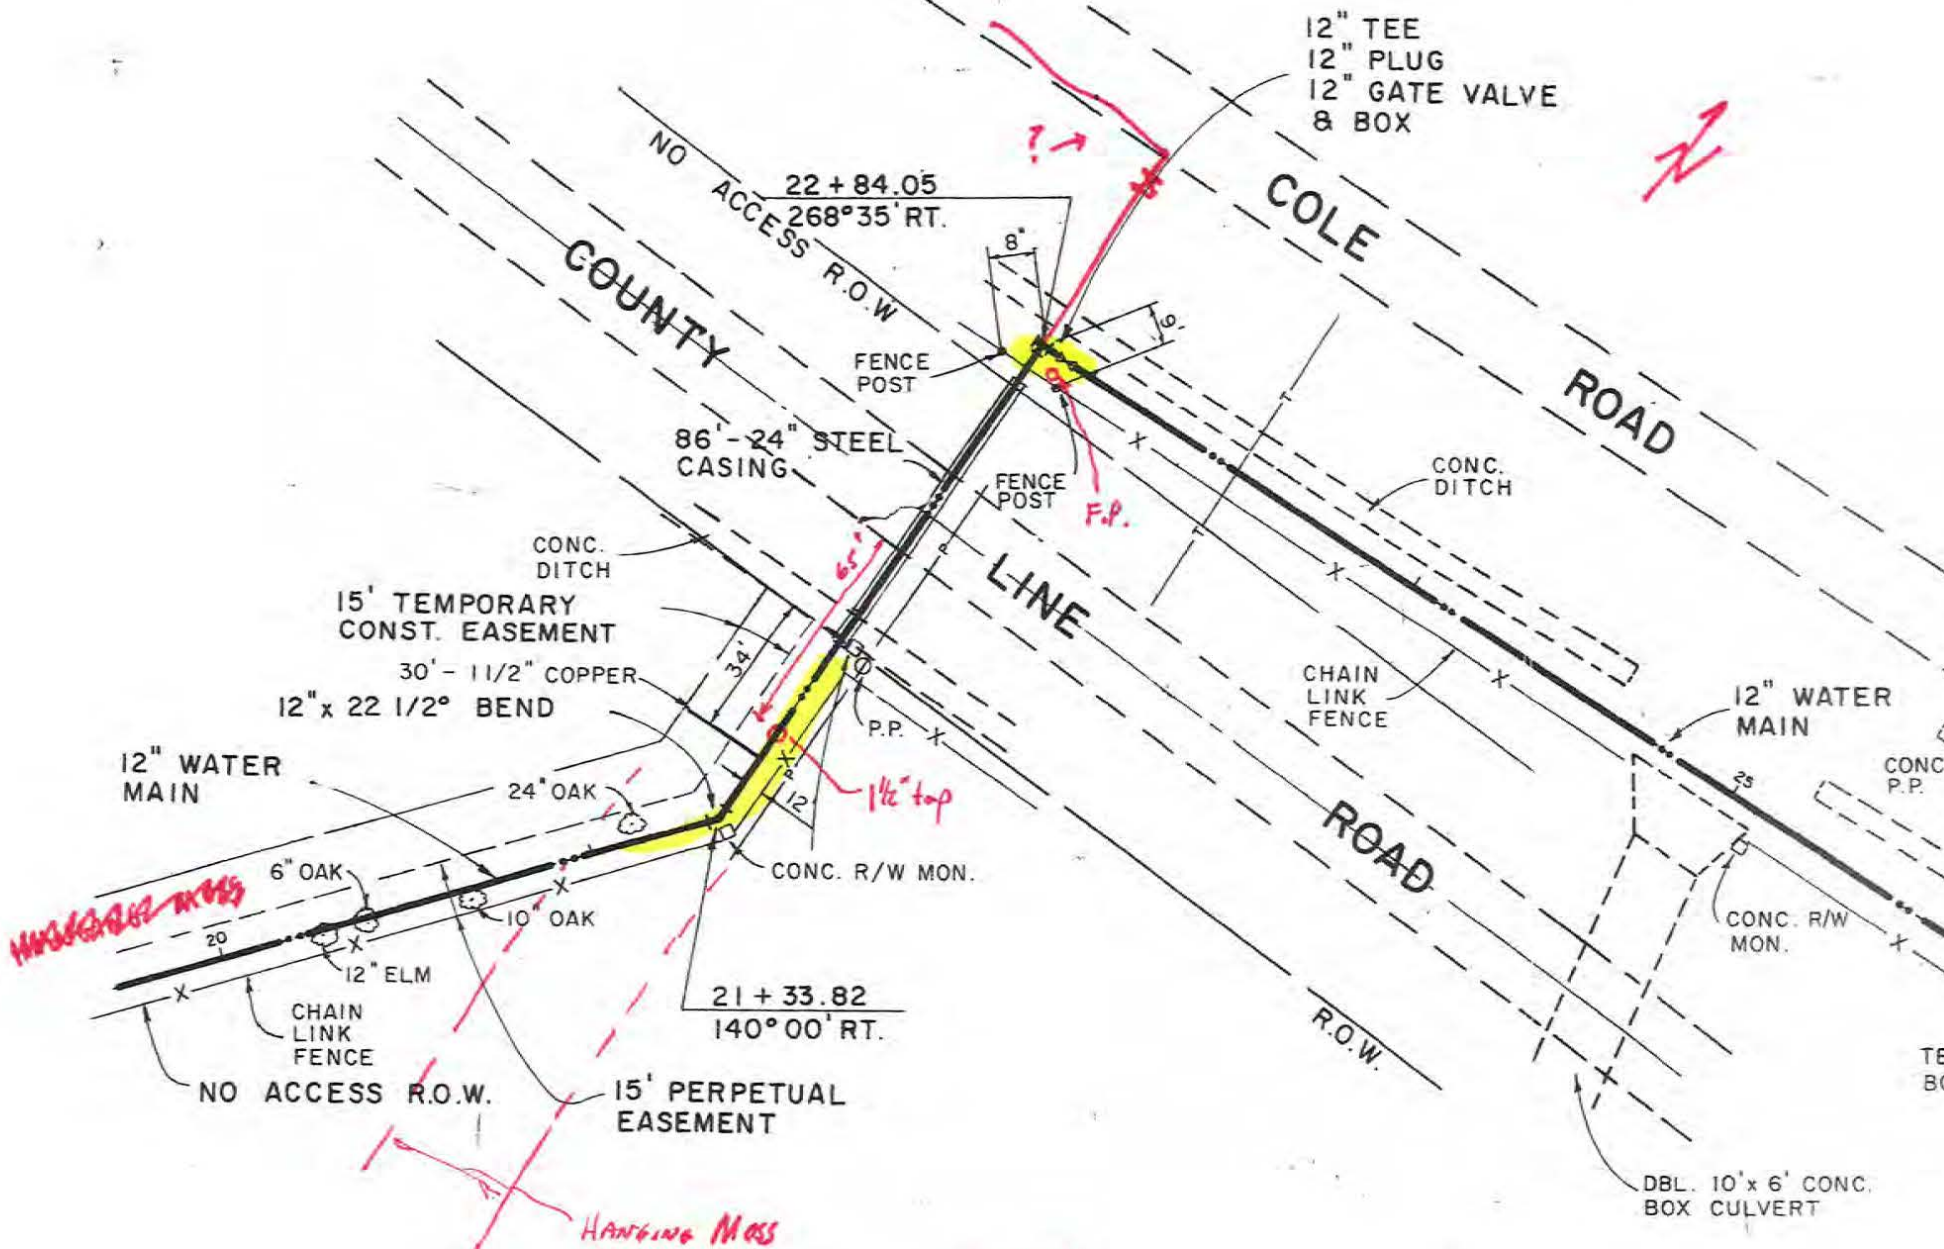 12" TEE
12" PLUG
12" GATE VALVE
& BOX
NO ACCESS R.O.W
? →
22 + 84.05
268°35' RT.
COLE ROAD
8"
9'
COUNTY LINE ROAD
FENCE
POST
86'-24" STEEL
CASING
FENCE
POST
F.P.
T
T
X
CONC.
DITCH
CONC.
DITCH
65'
P
15' TEMPORARY
CONST. EASEMENT
34'
30' - 1 1/2" COPPER
12" x 22 1/2° BEND
P.P.
X
X
P
1½" tap
12'
X
X
CHAIN
LINK
FENCE
12" WATER
MAIN
25
CONC
P.P.
12" WATER
MAIN
24" OAK
6" OAK
X
10" OAK
CONC. R/W MON.
20
X
12" ELM
X
CHAIN
LINK
FENCE
NO ACCESS R.O.W.
21 + 33.82
140°00' RT.
15' PERPETUAL
EASEMENT
R.O.W.
CONC. R/W
MON.
X
TE
BO
DBL. 10' x 6' CONC.
BOX CULVERT
HANGING MOSS